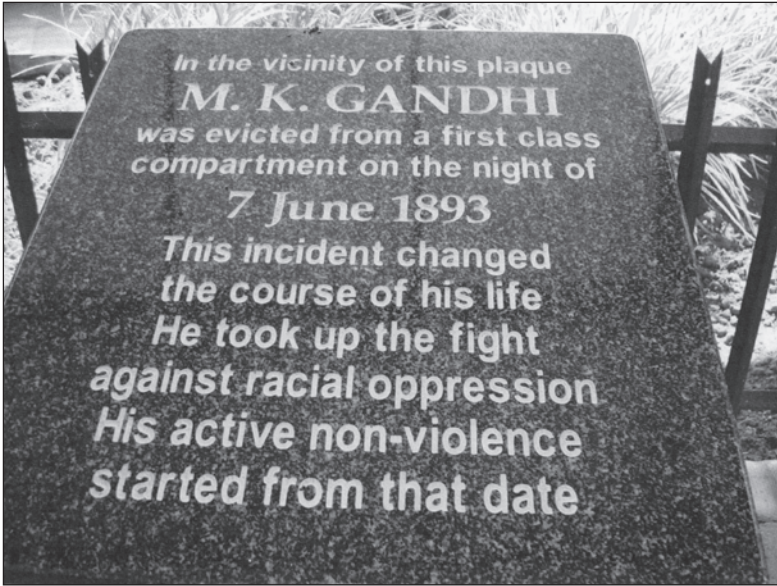 In the vicinity of this plaque
M. K. GANDHI
was evicted from a first class
compartment on the night of
7 June 1893
This incident changed
the course of his life
He took up the fight
against racial oppression
His active non-violence
started from that date